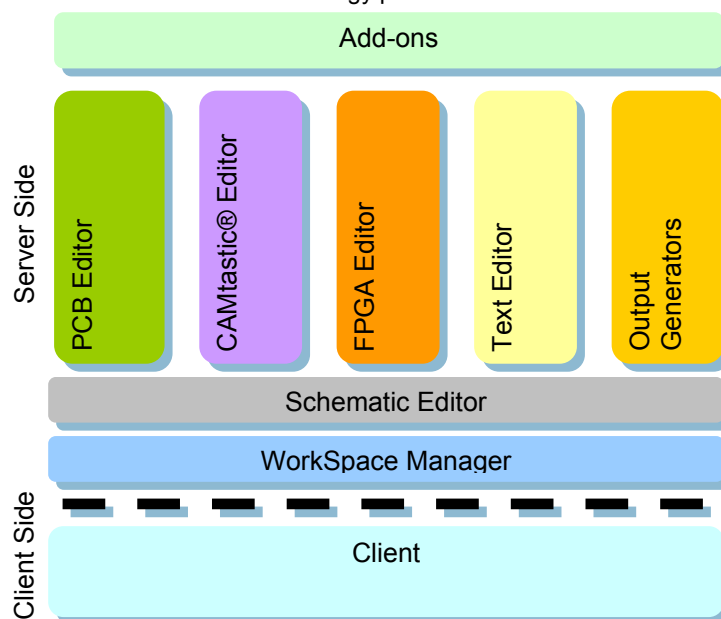 Add-ons
Server Side
PCB Editor
CAMtastic® Editor
FPGA Editor
Text Editor
Output
Generators
Schematic Editor
WorkSpace Manager
Client Side
Client